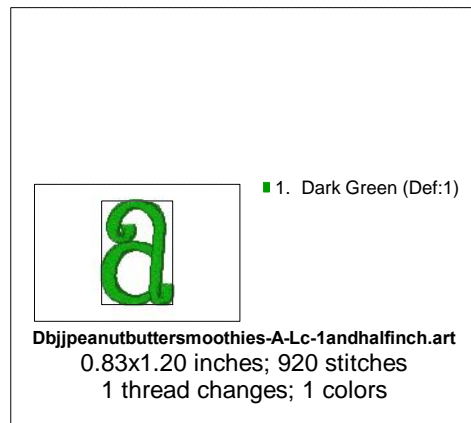 1. Dark Green (Def:1)
a
Dbjjpeanutbuttersmoothies-A-Lc-1andhalfinch.art
0.83x1.20 inches; 920 stitches
1 thread changes; 1 colors